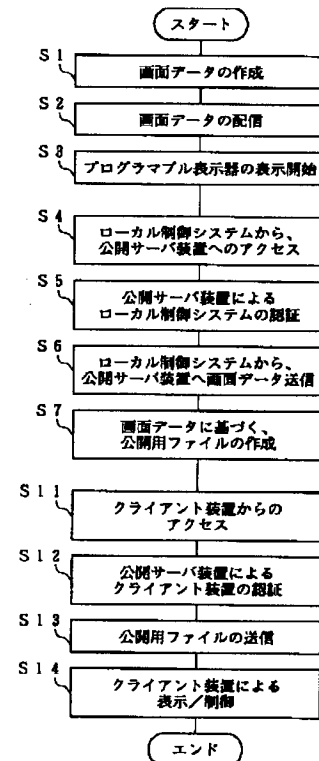 スタート
S1
画面データの作成
S2
画面データの配信
S3
プログラマブル表示器の表示開始
S4
ローカル制御システムから、
公開サーバ装置へのアクセス
S5
公開サーバ装置による
ローカル制御システムの認証
S6
ローカル制御システムから、
公開サーバ装置へ画面データ送信
S7
画面データに基づく、
公開用ファイルの作成
S11
クライアント装置からの
アクセス
S12
公開サーバ装置による
クライアント装置の認証
S13
公開用ファイルの送信
S14
クライアント装置による
表示/制御
エンド